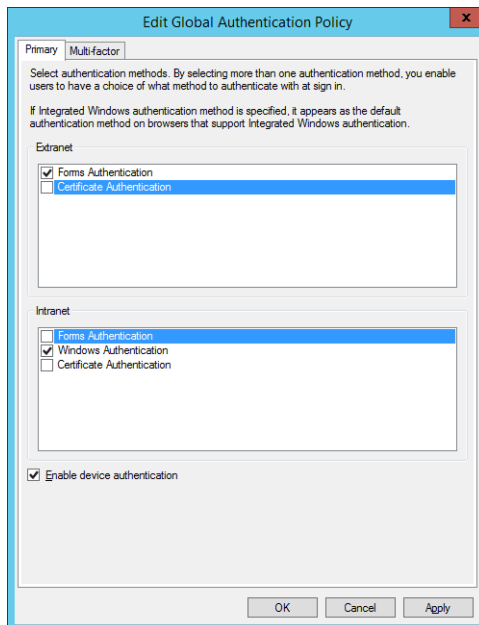 Edit Global Authentication Policy
x
Primary
Multi-factor
Select authentication methods. By selecting more than one authentication method, you enable
users to have a choice of what method to authenticate with at sign in.
If Integrated Windows authentication method is specified, it appears as the default
authentication method on browsers that support Integrated Windows authentication.
Extranet
Forms Authentication
Certificate Authentication
Intranet
Forms Authentication
Windows Authentication
Certificate Authentication
Enable device authentication
OK
Cancel
Apply